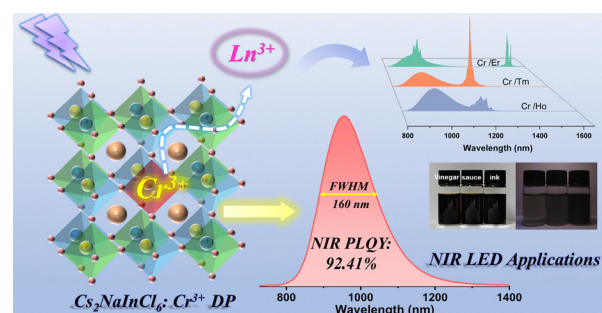 Ln³⁺
Cr /Er
Cr /Tm
Cr /Ho
800 1000 1200 1400 1600
Wavelength (nm)
Cr³⁺
FWHM
160 nm
NIR PLQY:
92.41%
Vinegar sauce ink
NIR LED Applications
Cs₂NaInCl₆: Cr³⁺ DP
800 1000 1200 1400
Wavelength (nm)